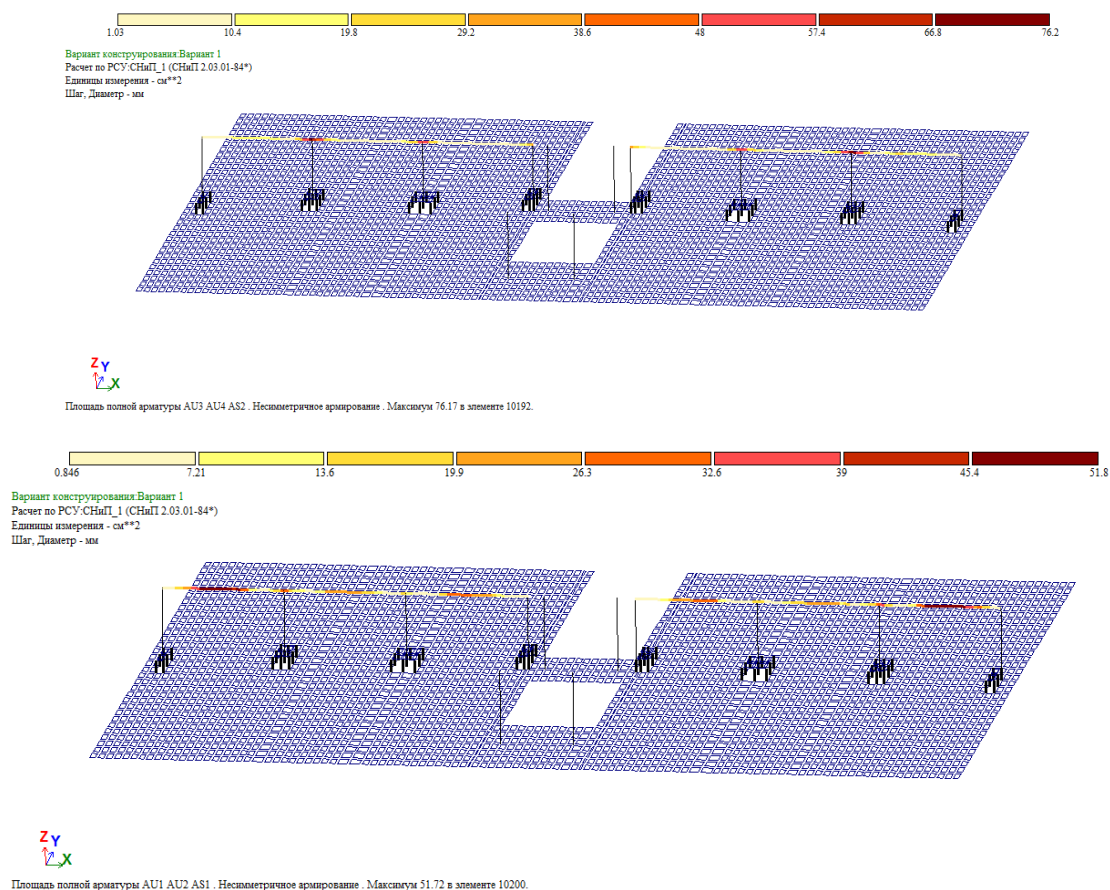 1.03 10.4 19.8 29.2 38.6 48 57.4 66.8 76.2
Вариант конструирования:Вариант 1
Расчет по РСУ:СНиП_1 (СНиП 2.03.01-84*)
Единицы измерения - см**2
Шаг, Диаметр - мм
Z Y
X
Площадь полной арматуры AU3 AU4 AS2 . Несимметричное армирование . Максимум 76.17 в элементе 10192.
0.846 7.21 13.6 19.9 26.3 32.6 39 45.4 51.8
Вариант конструирования:Вариант 1
Расчет по РСУ:СНиП_1 (СНиП 2.03.01-84*)
Единицы измерения - см**2
Шаг, Диаметр - мм
Z Y
X
Площадь полной арматуры AU1 AU2 AS1 . Несимметричное армирование . Максимум 51.72 в элементе 10200.